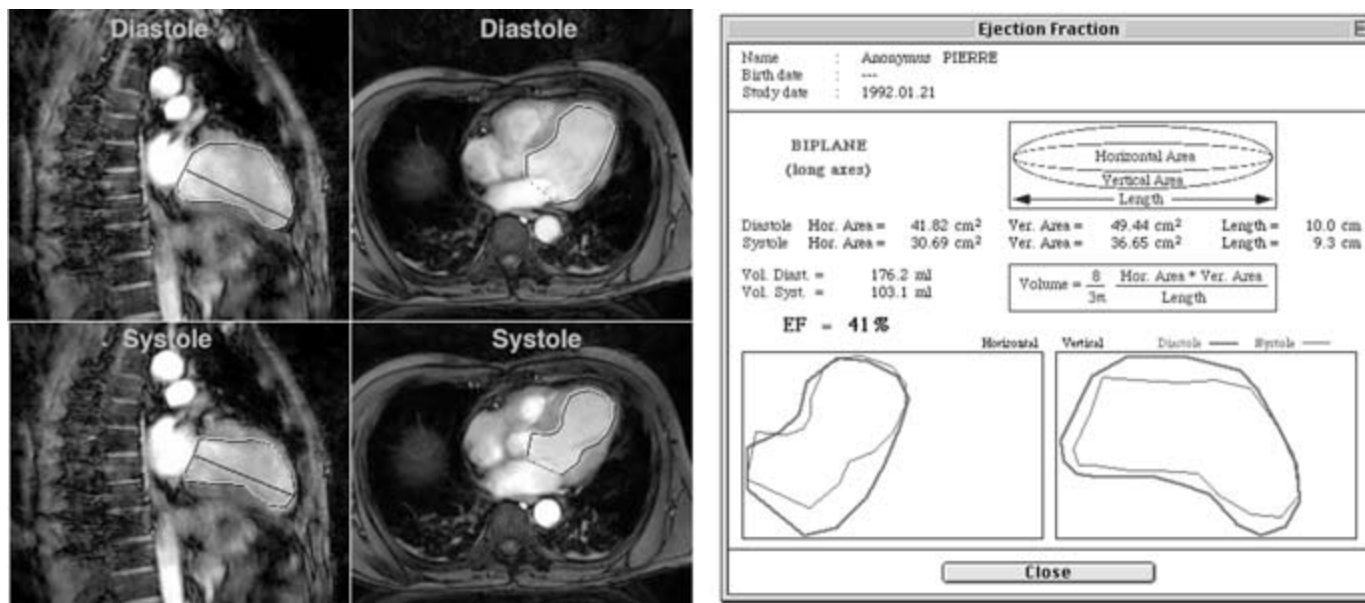 Diastole
Diastole
Systole
Systole
Ejection Fraction
Name : Anonymus PIERRE
Birth date : ---
Study date : 1992.01.21
BIPLANE
(long axes)
Horizontal Area
Vertical Area
Length
Diastole Hor. Area = 41.82 cm² Ver. Area = 49.44 cm² Length = 10.0 cm
Systole Hor. Area = 30.69 cm² Ver. Area = 36.65 cm² Length = 9.3 cm
Vol. Diast. = 176.2 ml
Vol. Syst. = 103.1 ml
Volume = 8/3π Hor. Area * Ver. Area / Length
EF = 41%
Horizontal Vertical Diastole Systole
Close